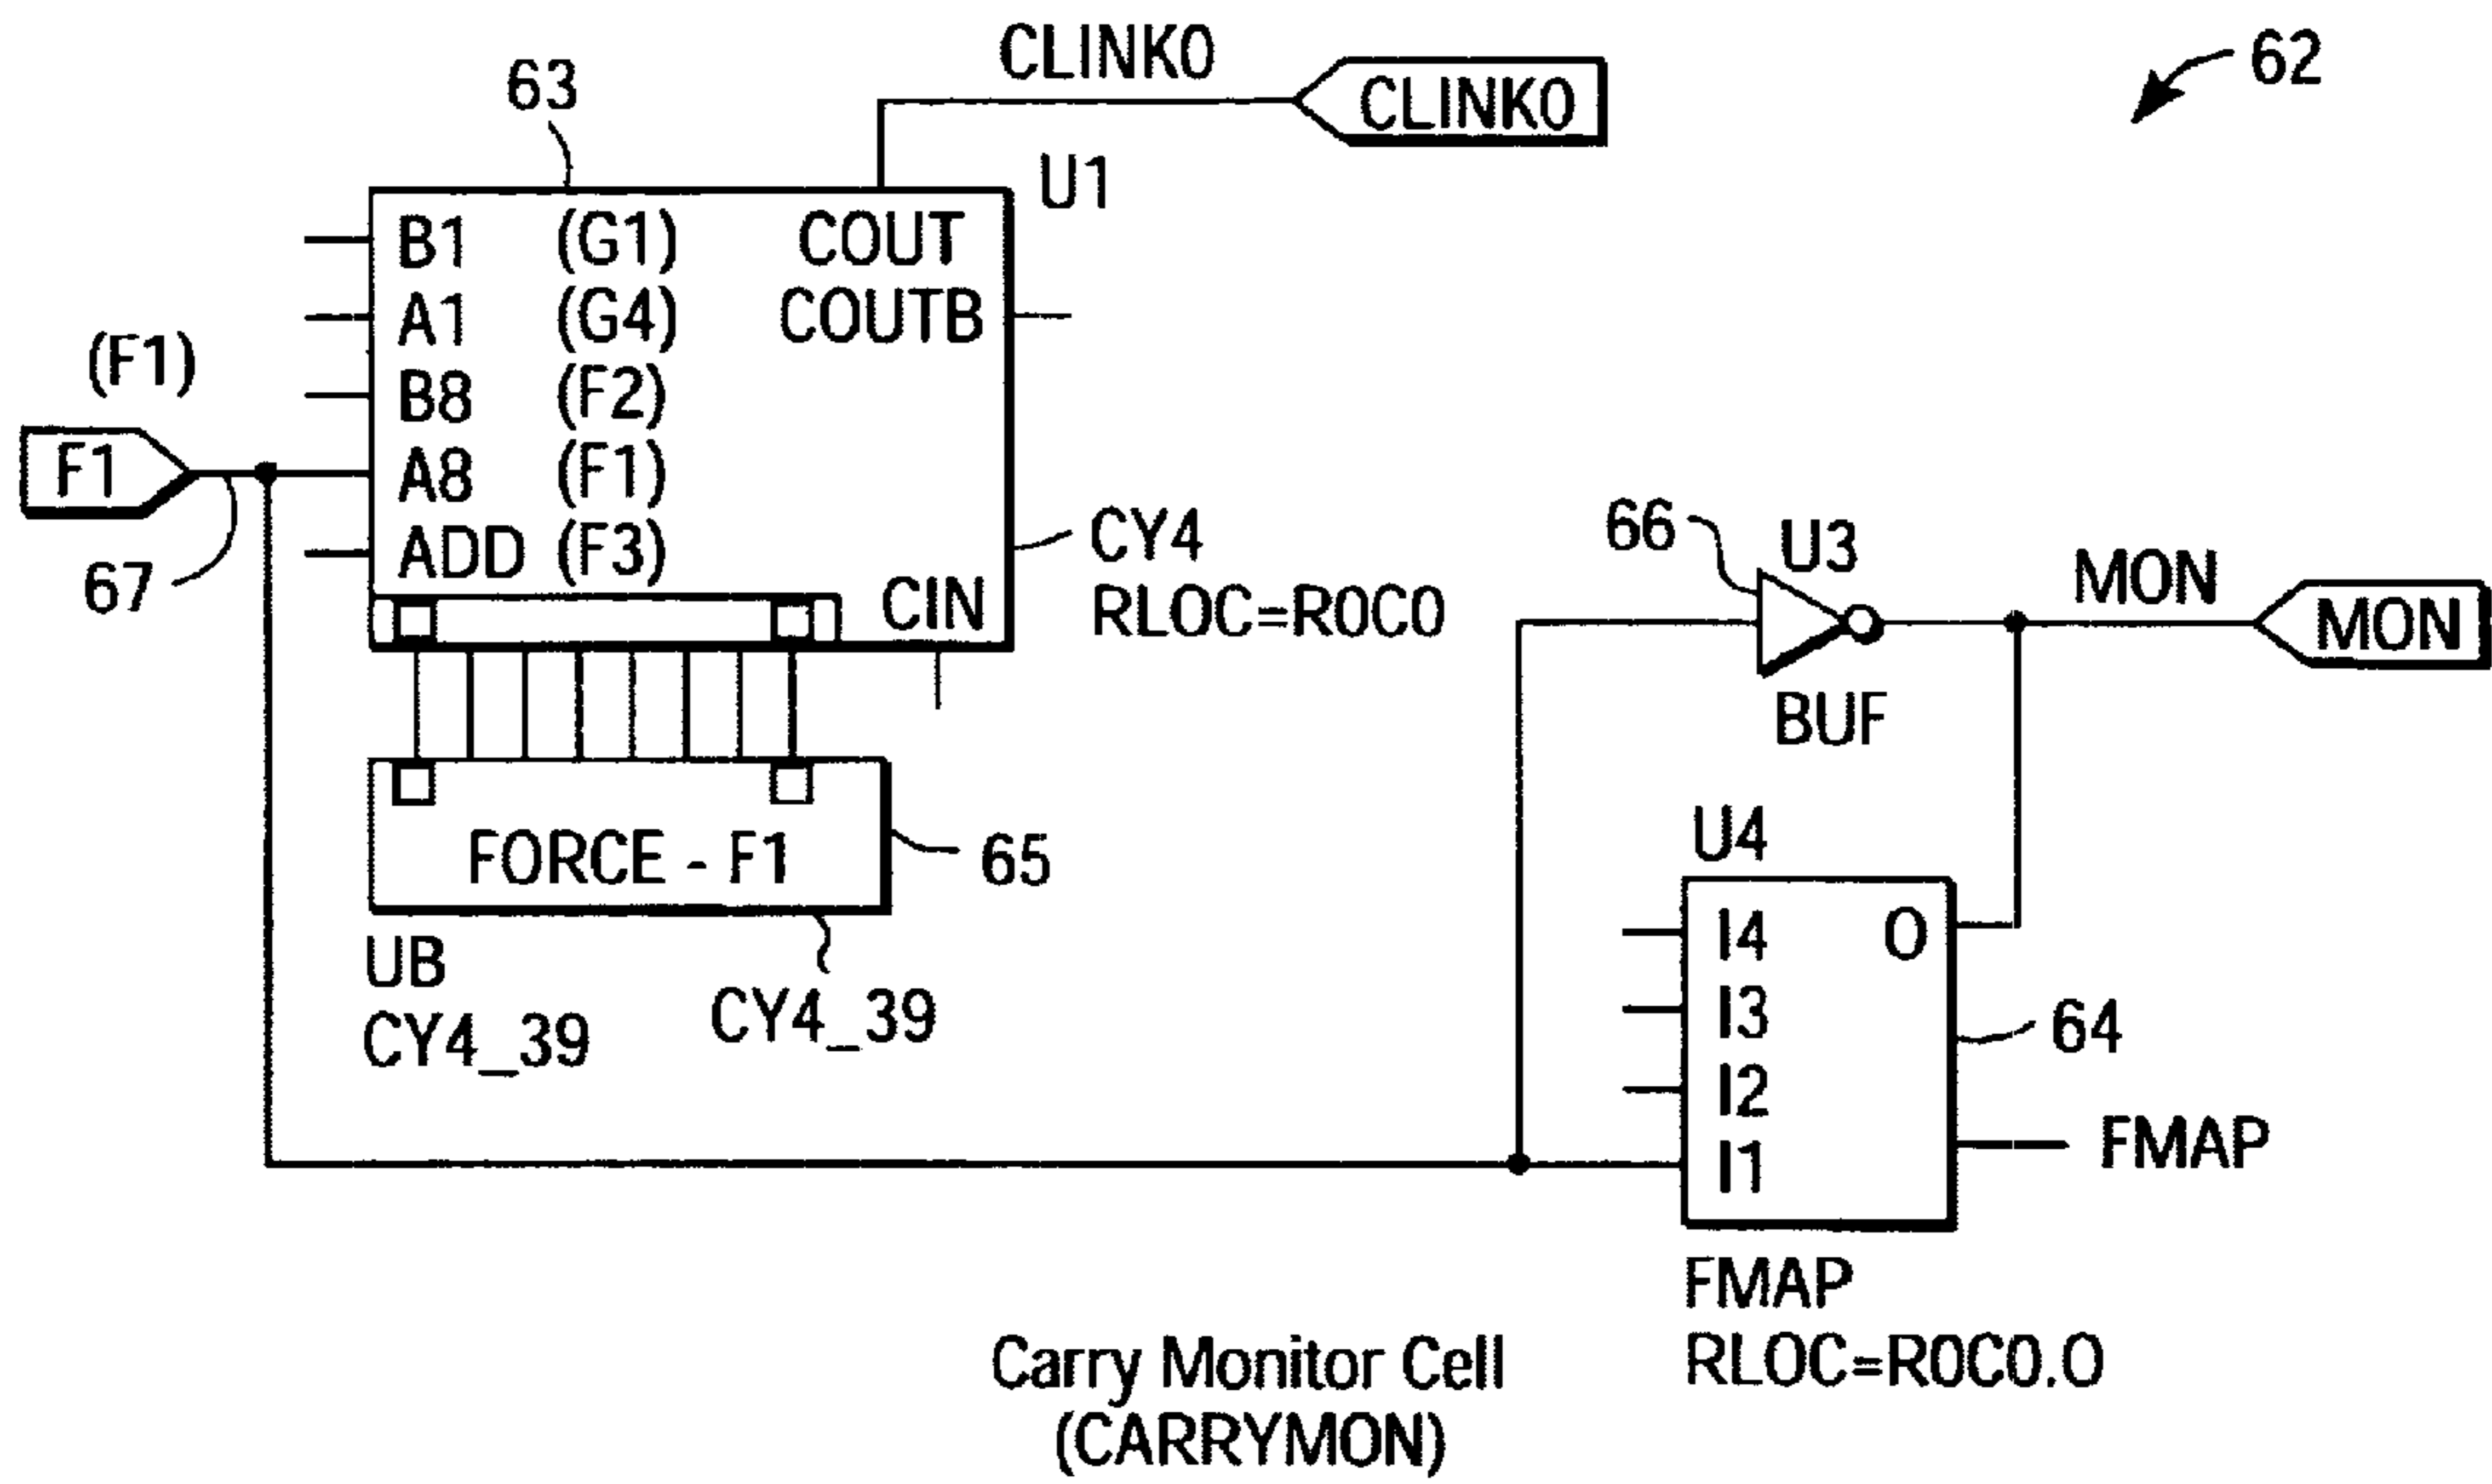 CLINK0
CLINK0
62
63
U1
B1 (G1) COUT
A1 (G4) COUTB
(F1)
B8 (F2)
F1
A8 (F1)
ADD (F3)
67
CIN
CY4
RLOC=R0C0
66
U3
MON
MON
BUF
FORCE - F1
65
UB
CY4_39
CY4_39
U4
I4 O
I3
I2
I1
64
FMAP
FMAP
RLOC=R0C0.O
Carry Monitor Cell
(CARRYMON)